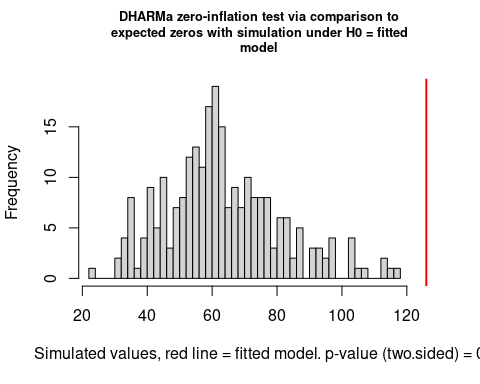 DHARMa zero-inflation test via comparison to
expected zeros with simulation under H0 = fitted
model
Frequency
15
10
5
0
20 40 60 80 100 120
Simulated values, red line = fitted model. p-value (two.sided) = 0